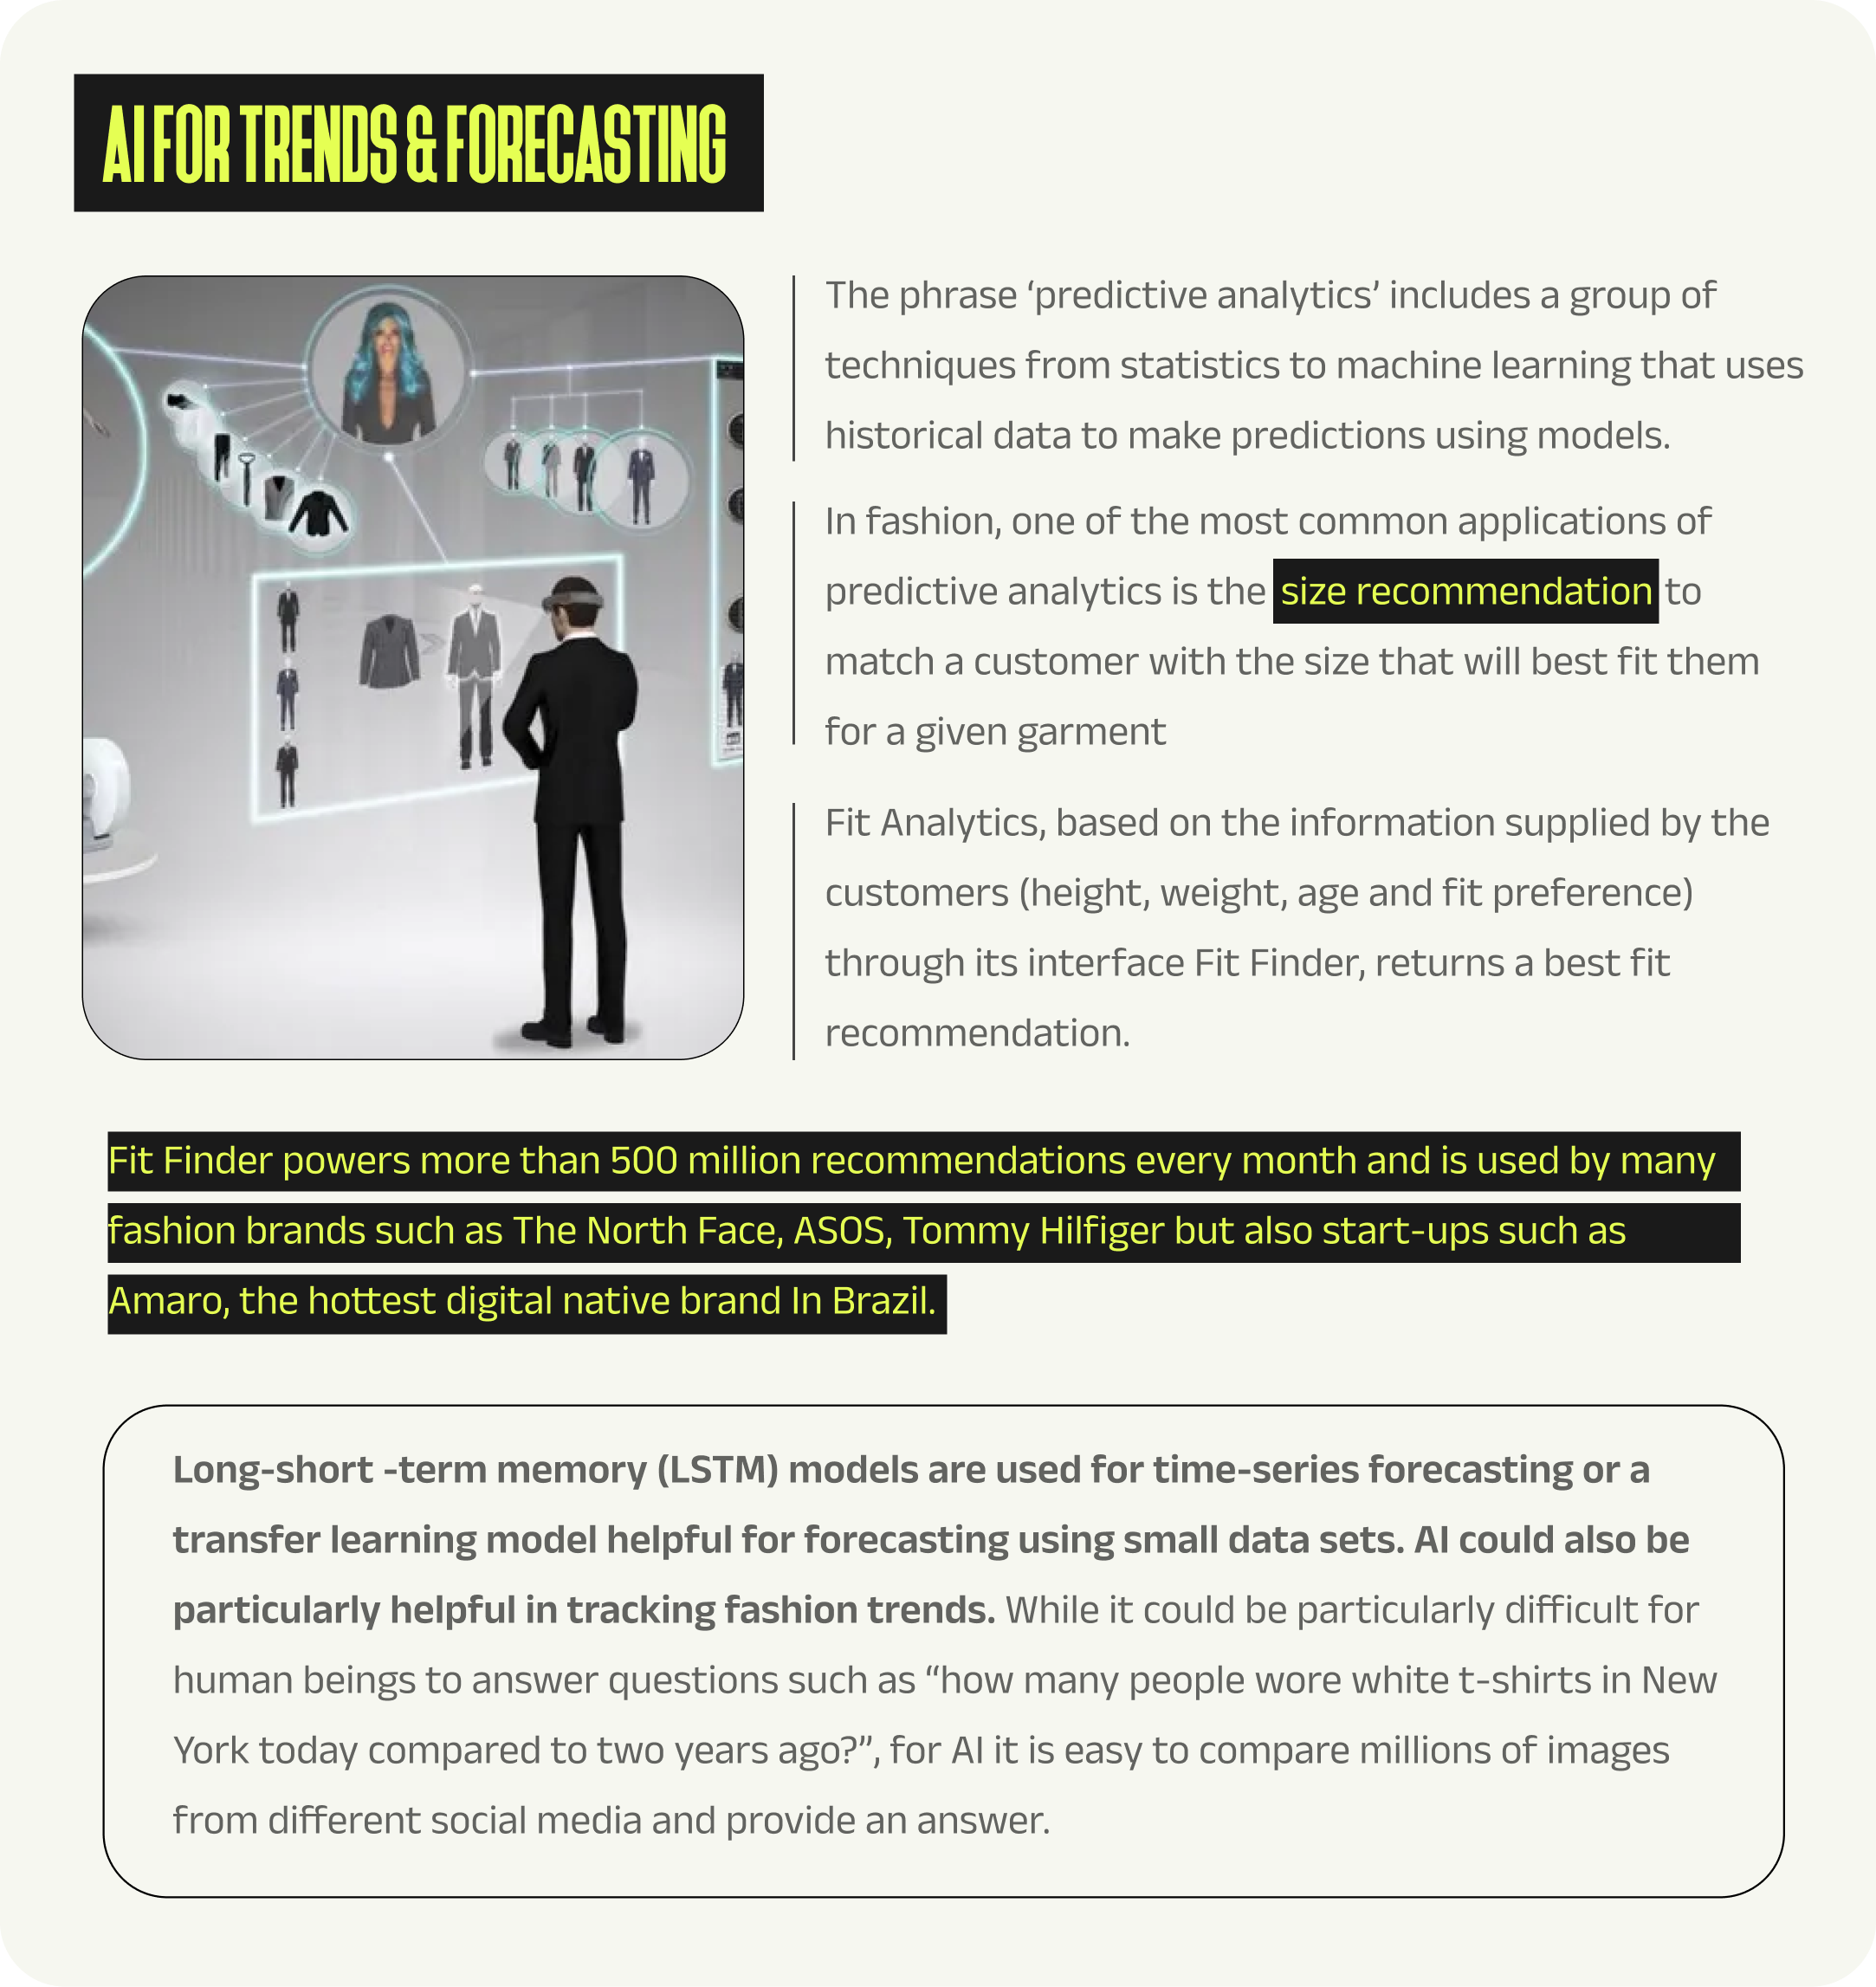 AI FOR TRENDS & FORECASTING
The phrase ‘predictive analytics’ includes a group of
techniques from statistics to machine learning that uses
historical data to make predictions using models.
In fashion, one of the most common applications of
predictive analytics is the size recommendation to
match a customer with the size that will best fit them
for a given garment
Fit Analytics, based on the information supplied by the
customers (height, weight, age and fit preference)
through its interface Fit Finder, returns a best fit
recommendation.
Fit Finder powers more than 500 million recommendations every month and is used by many
fashion brands such as The North Face, ASOS, Tommy Hilfiger but also start-ups such as
Amaro, the hottest digital native brand In Brazil.
Long-short -term memory (LSTM) models are used for time-series forecasting or a
transfer learning model helpful for forecasting using small data sets. AI could also be
particularly helpful in tracking fashion trends. While it could be particularly difficult for
human beings to answer questions such as “how many people wore white t-shirts in New
York today compared to two years ago?”, for AI it is easy to compare millions of images
from different social media and provide an answer.